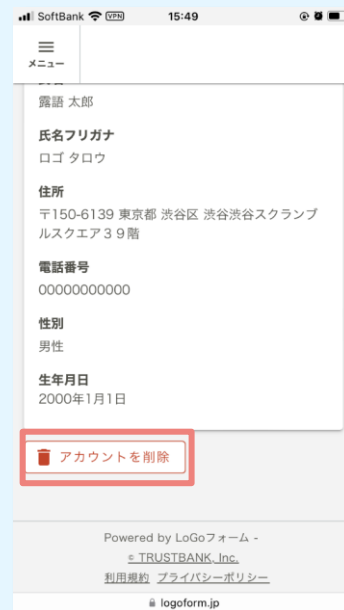 SoftBank VPN 15:49
メニュー
露語 太郎
氏名フリガナ
ロゴ タロウ
住所
〒150-6139 東京都 渋谷区 渋谷渋谷スクランブ
ルスクエア39階
電話番号
00000000000
性別
男性
生年月日
2000年1月1日
アカウントを削除
Powered by LoGoフォーム -
© TRUSTBANK, Inc.
利用規約 プライバシーポリシー
logoform.jp